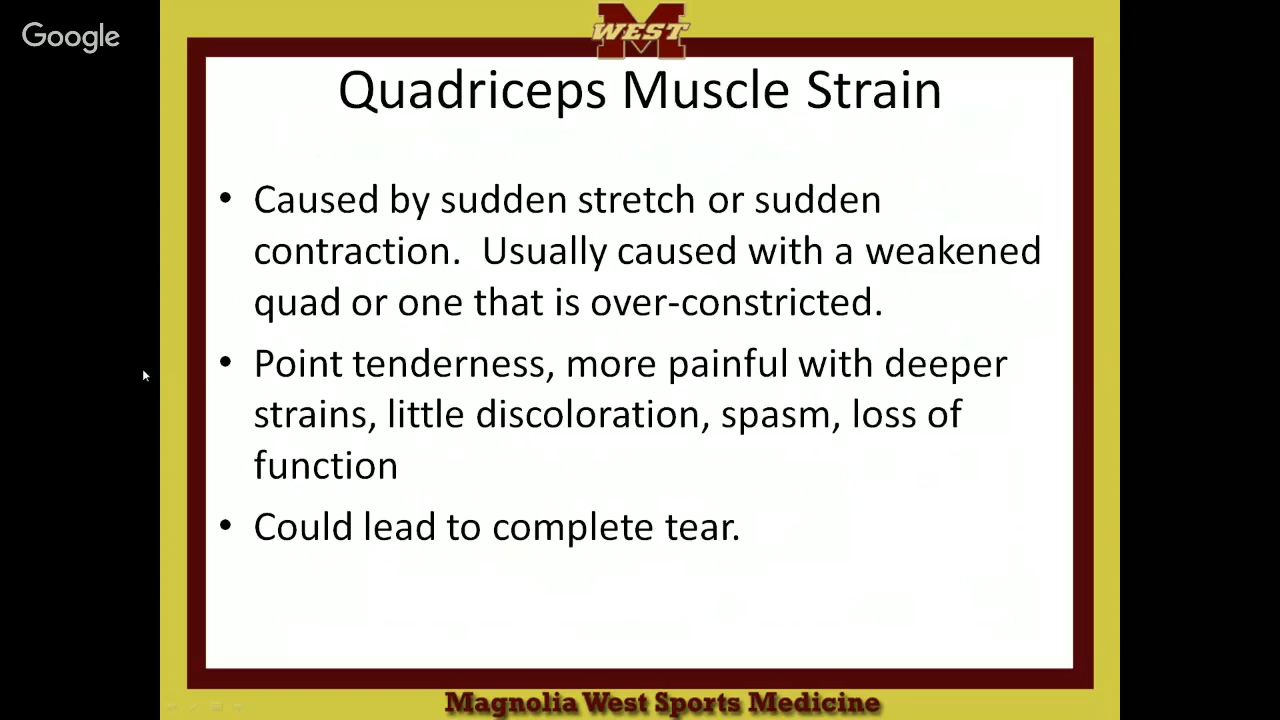 Google
M
WEST
Quadriceps Muscle Strain
• Caused by sudden stretch or sudden
contraction.  Usually caused with a weakened
quad or one that is over-constricted.
• Point tenderness, more painful with deeper
strains, little discoloration, spasm, loss of
function
• Could lead to complete tear.
Magnolia West Sports Medicine